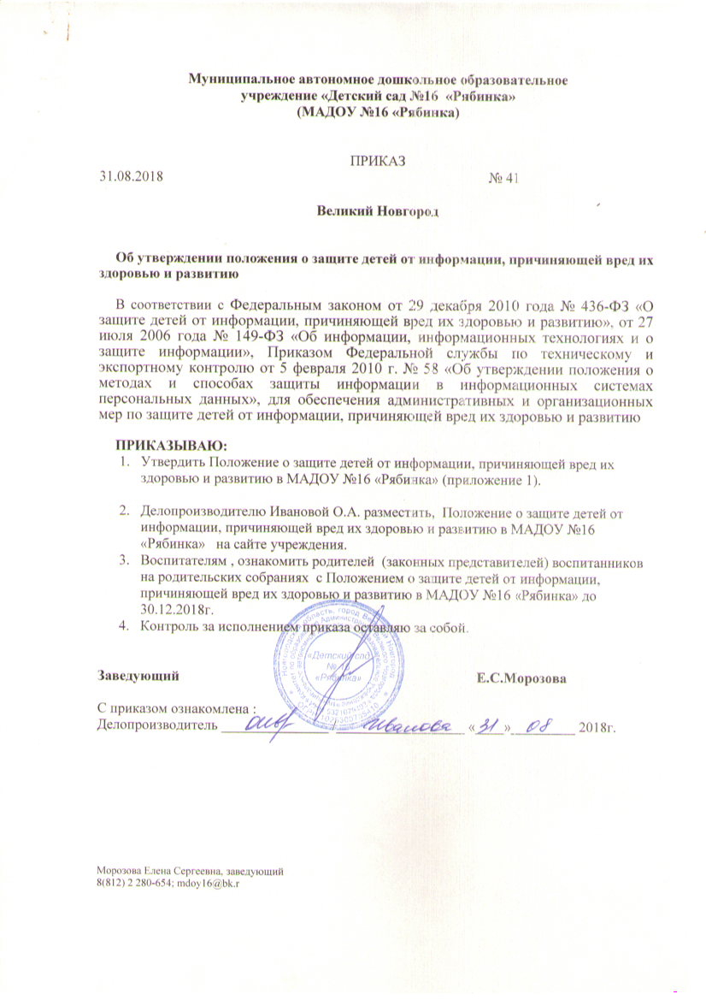 Муниципальное автономное дошкольное образовательное
учреждение «Детский сад №16 «Рябинка»
(МАДОУ №16 «Рябинка)
ПРИКАЗ
31.08.2018 № 41
Великий Новгород
Об утверждении положения о защите детей от информации, причиняющей вред их
здоровью и развитию
В соответствии с Федеральным законом от 29 декабря 2010 года № 436-ФЗ «О
защите детей от информации, причиняющей вред их здоровью и развитию», от 27
июля 2006 года № 149-ФЗ «Об информации, информационных технологиях и о
защите информации», Приказом Федеральной службы по техническому и
экспортному контролю от 5 февраля 2010 г. № 58 «Об утверждении положения о
методах и способах защиты информации в информационных системах
персональных данных», для обеспечения административных и организационных
мер по защите детей от информации, причиняющей вред их здоровью и развитию
ПРИКАЗЫВАЮ:
1. Утвердить Положение о защите детей от информации, причиняющей вред их
здоровью и развитию в МАДОУ №16 «Рябинка» (приложение 1).
2. Делопроизводителю Ивановой О.А. разместить, Положение о защите детей от
информации, причиняющей вред их здоровью и развитию в МАДОУ №16
«Рябинка» на сайте учреждения.
3. Воспитателям , ознакомить родителей (законных представителей) воспитанников
на родительских собраниях с Положением о защите детей от информации,
причиняющей вред их здоровью и развитию в МАДОУ №16 «Рябинка» до
30.12.2018г.
4. Контроль за исполнением приказа оставляю за собой.
«Детский сад
№ 16
«Рябинка»
Заведующий Е.С.Морозова
С приказом ознакомлена :
Делопроизводитель / Иванова «31» 08 2018г.
Морозова Елена Сергеевна, заведующий
8(812) 2 280-654; mdoy16@bk.r